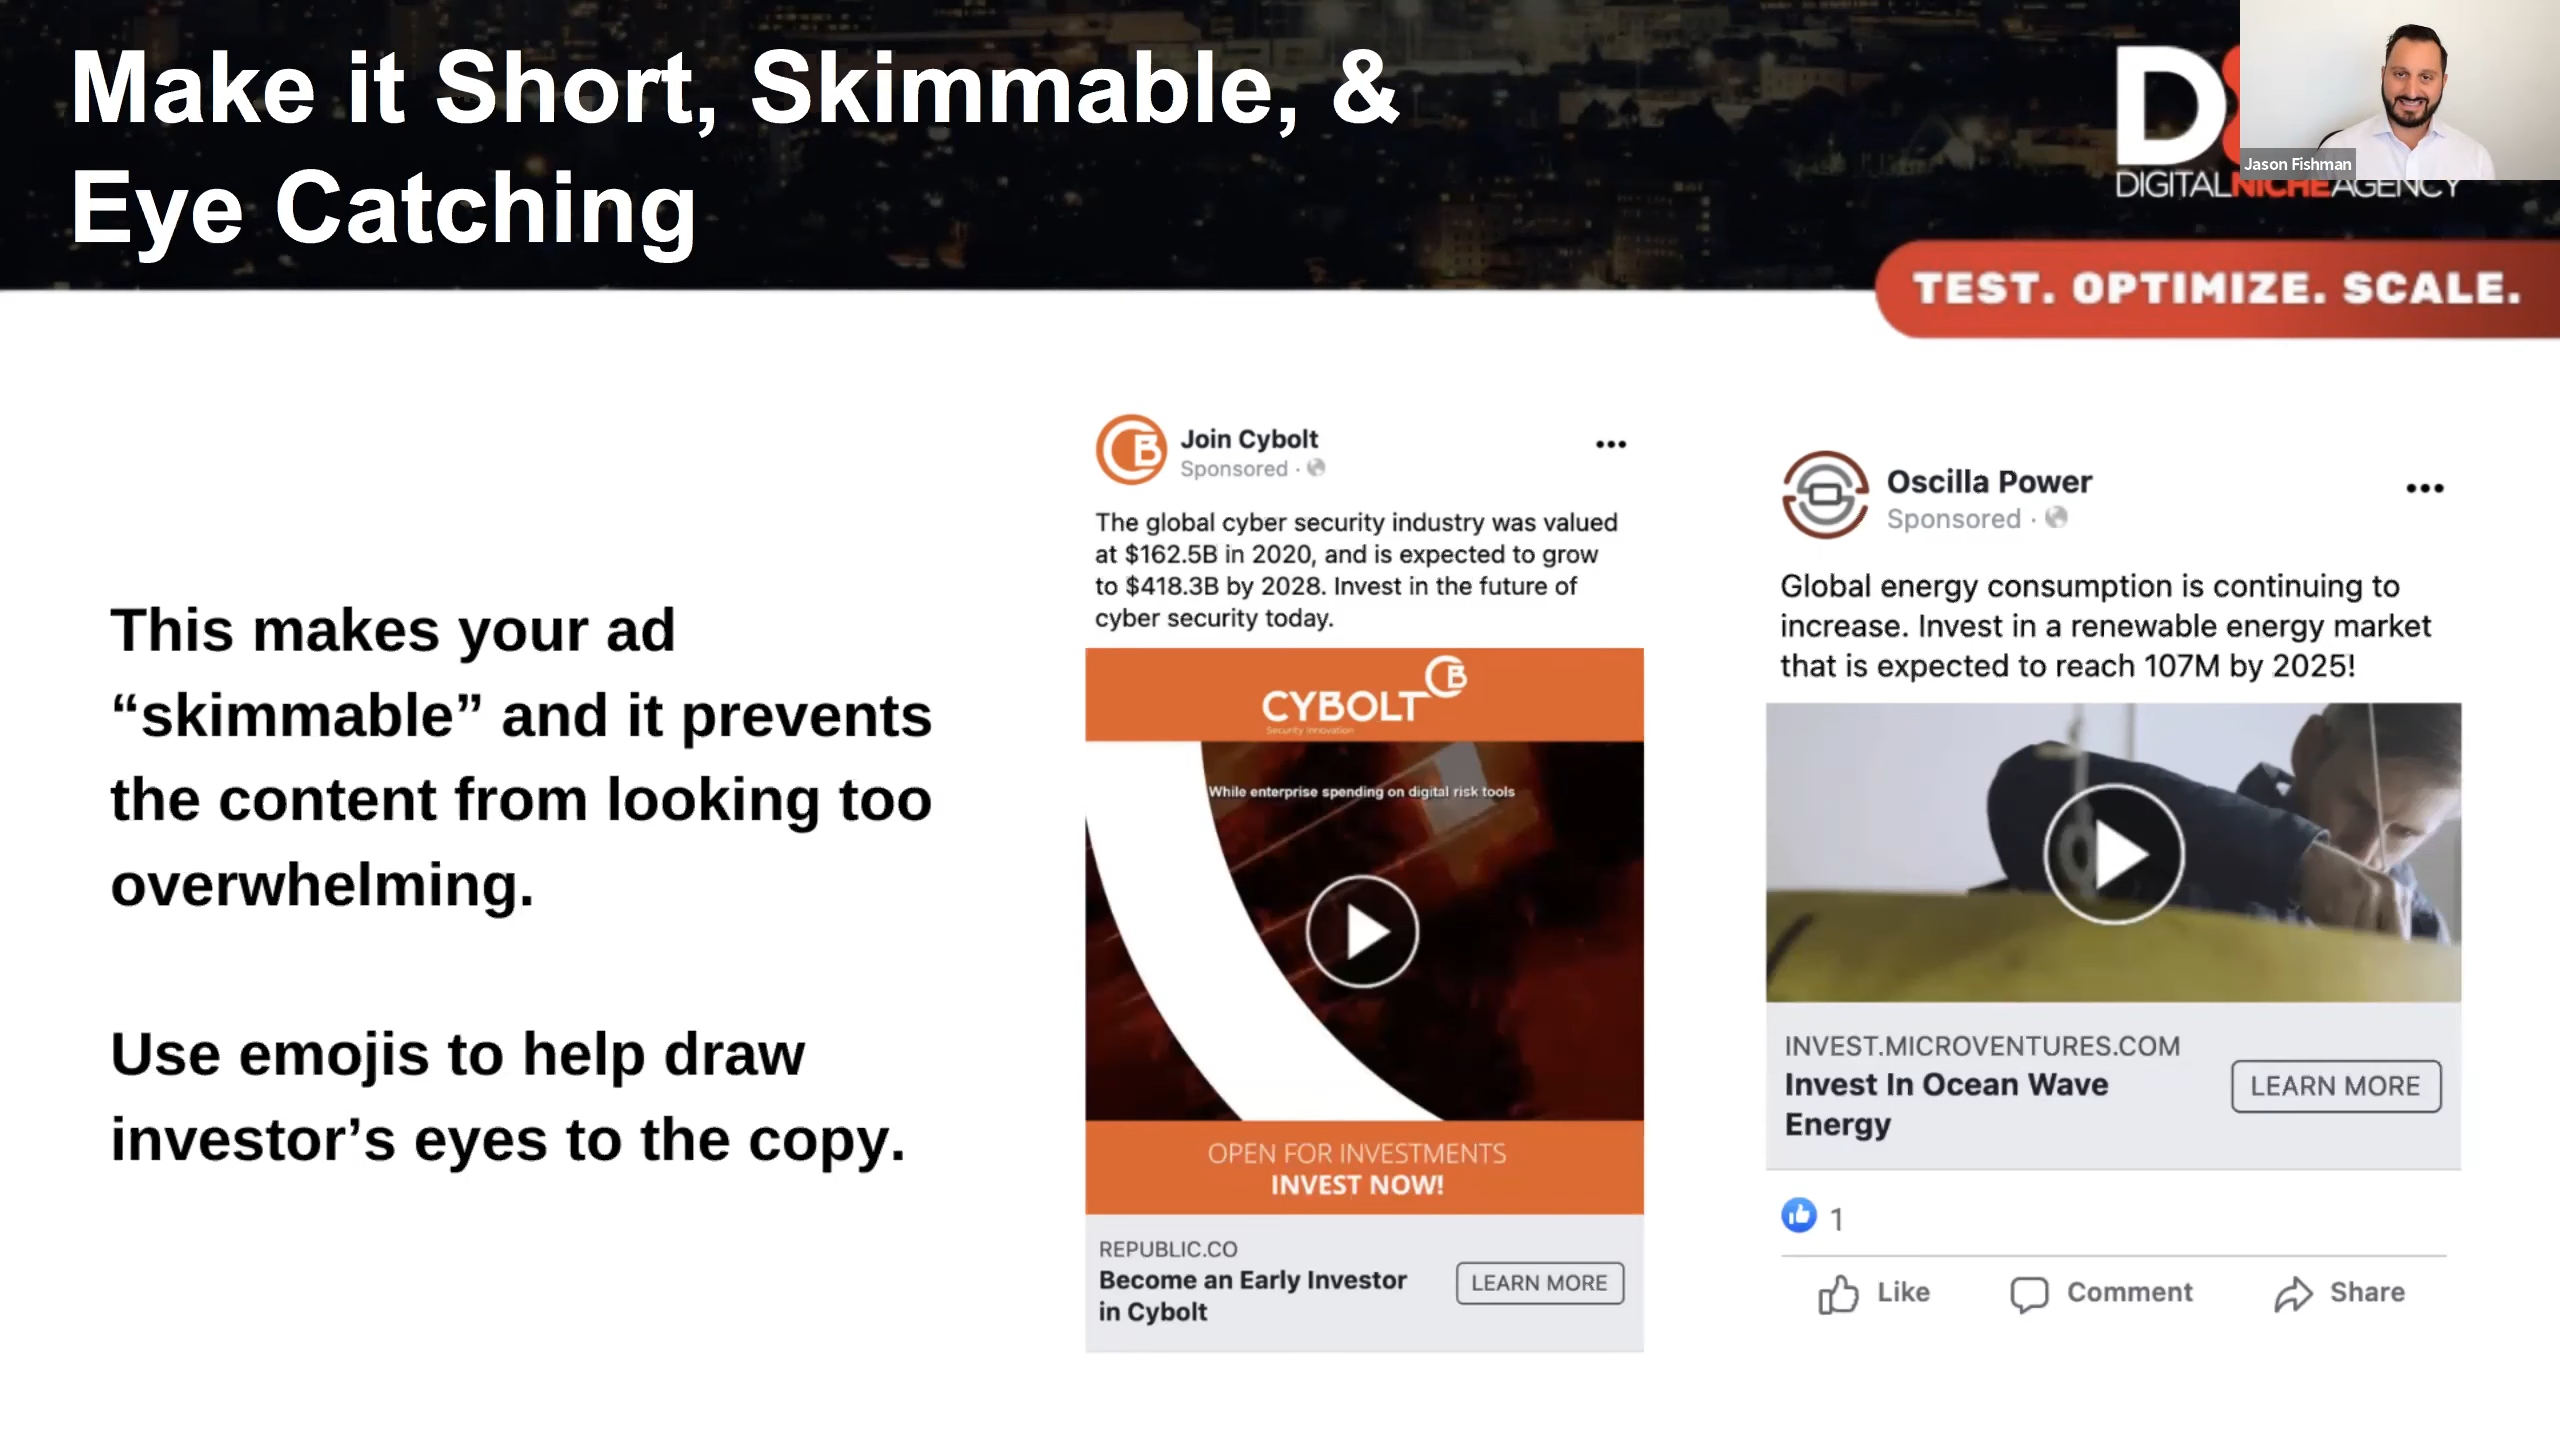 Make it Short, Skimmable, &
Eye Catching
D
Jason Fishman
DIGITALNICHEAGENCY
TEST. OPTIMIZE. SCALE.
This makes your ad
“skimmable” and it prevents
the content from looking too
overwhelming.
Use emojis to help draw
investor’s eyes to the copy.
Join Cybolt
Sponsored ·
The global cyber security industry was valued
at $162.5B in 2020, and is expected to grow
to $418.3B by 2028. Invest in the future of
cyber security today.
CYBOLT CB
Security Innovation
While enterprise spending on digital risk tools
OPEN FOR INVESTMENTS
INVEST NOW!
REPUBLIC.CO
Become an Early Investor
in Cybolt
LEARN MORE
Oscilla Power
Sponsored ·
Global energy consumption is continuing to
increase. Invest in a renewable energy market
that is expected to reach 107M by 2025!
INVEST.MICROVENTURES.COM
Invest In Ocean Wave
Energy
LEARN MORE
1
Like
Comment
Share